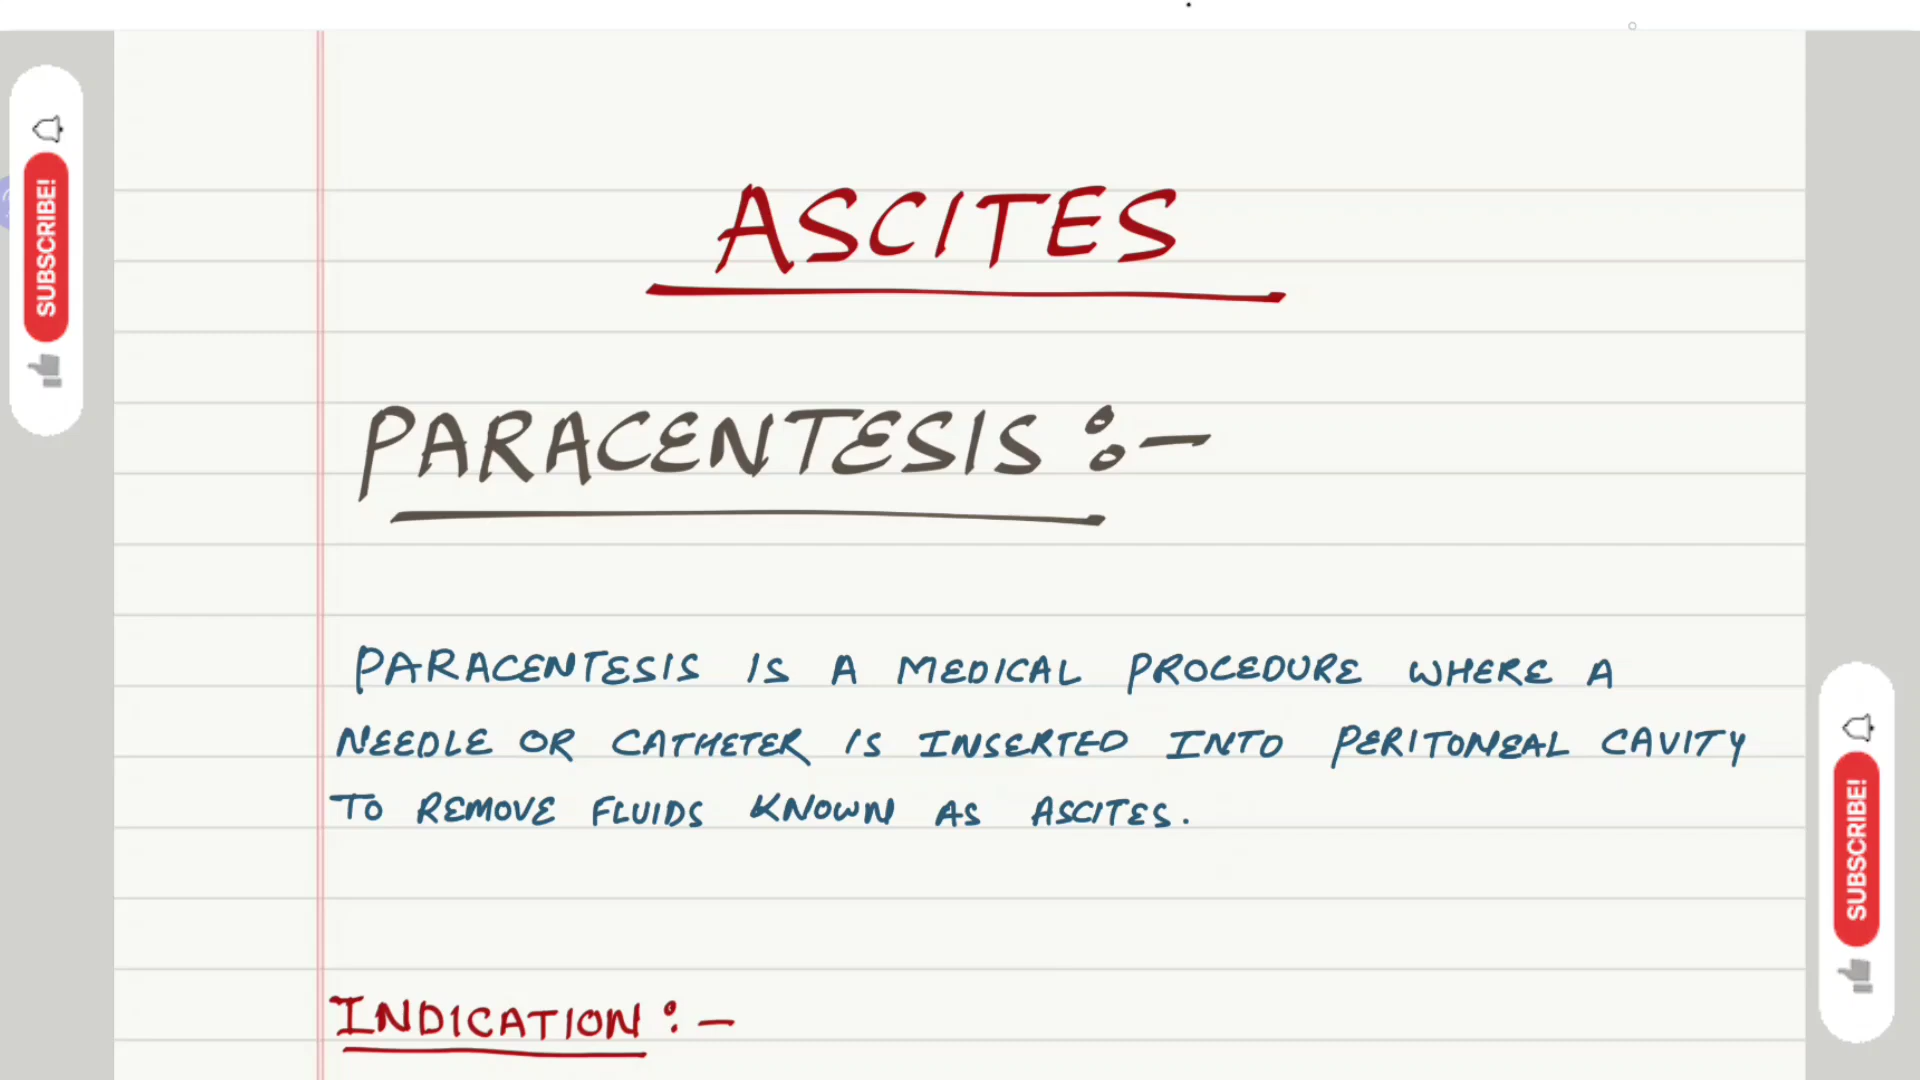 ASCITES
PARACENTESIS :-
PARACENTESIS IS A MEDICAL PROCEDURE WHERE A
NEEDLE OR CATHETER IS INSERTED INTO PERITONEAL CAVITY
TO REMOVE FLUIDS KNOWN AS ASCITES.
INDICATION :-
SUBSCRIBE!
SUBSCRIBE!